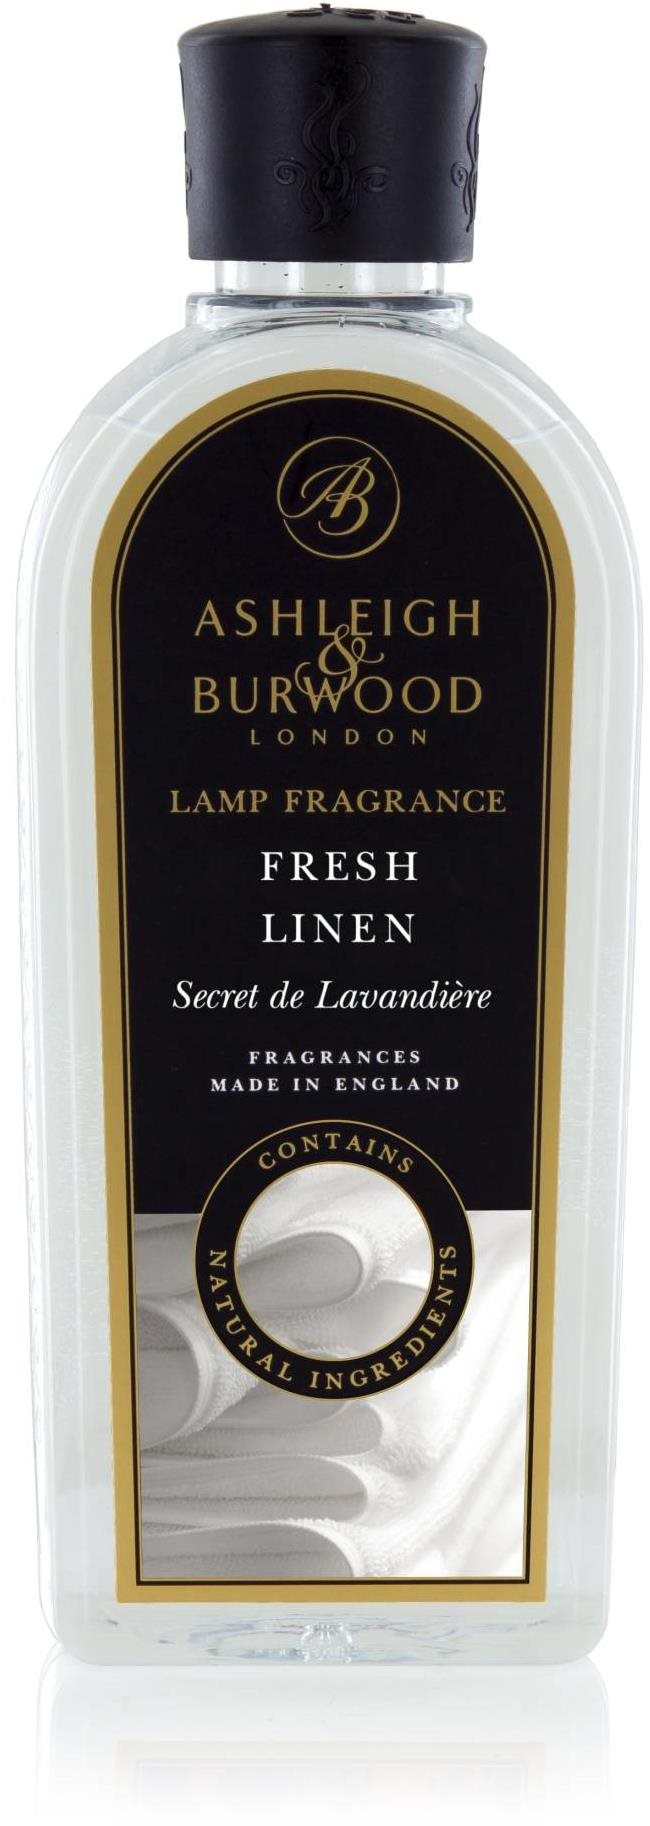 AB
ASHLEIGH
&
BURWOOD
LONDON
LAMP FRAGRANCE
FRESH
LINEN
Secret de Lavandière
FRAGRANCES
MADE IN ENGLAND
CONTAINS
NATURAL INGREDIENTS